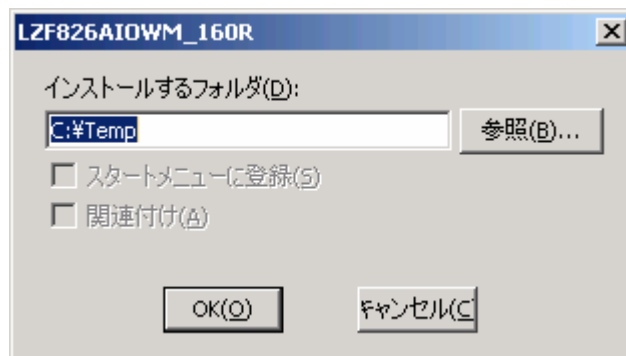 LZF826AIOWM_160R
インストールするフォルダ(D):
C:¥Temp
参照(B)...
スタートメニューに登録(S)
関連付け(A)
OK(O)
キャンセル(C